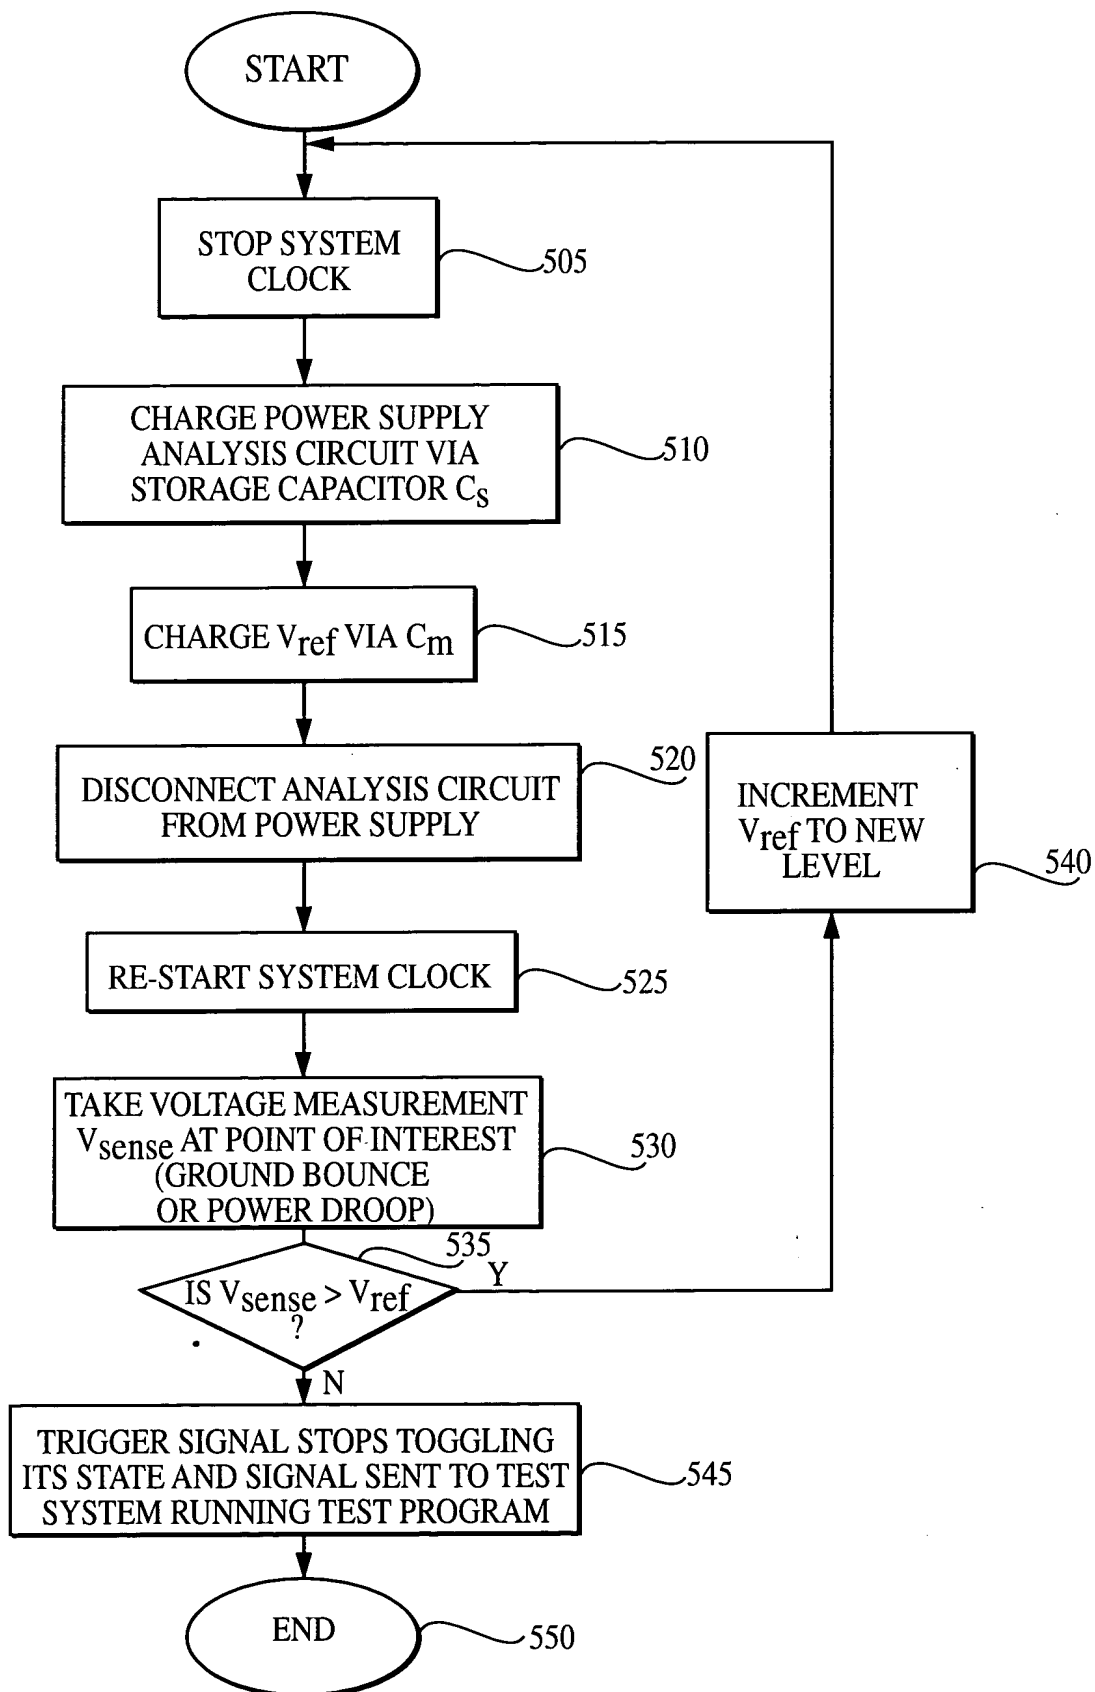 START
STOP SYSTEM
CLOCK
505
CHARGE POWER SUPPLY
ANALYSIS CIRCUIT VIA
STORAGE CAPACITOR Cs
510
CHARGE Vref VIA Cm
515
DISCONNECT ANALYSIS CIRCUIT
FROM POWER SUPPLY
520
RE-START SYSTEM CLOCK
525
TAKE VOLTAGE MEASUREMENT
Vsense AT POINT OF INTEREST
(GROUND BOUNCE
OR POWER DROOP)
530
535
IS Vsense > Vref
?
Y
N
INCREMENT
Vref TO NEW
LEVEL
540
TRIGGER SIGNAL STOPS TOGGLING
ITS STATE AND SIGNAL SENT TO TEST
SYSTEM RUNNING TEST PROGRAM
545
END
550